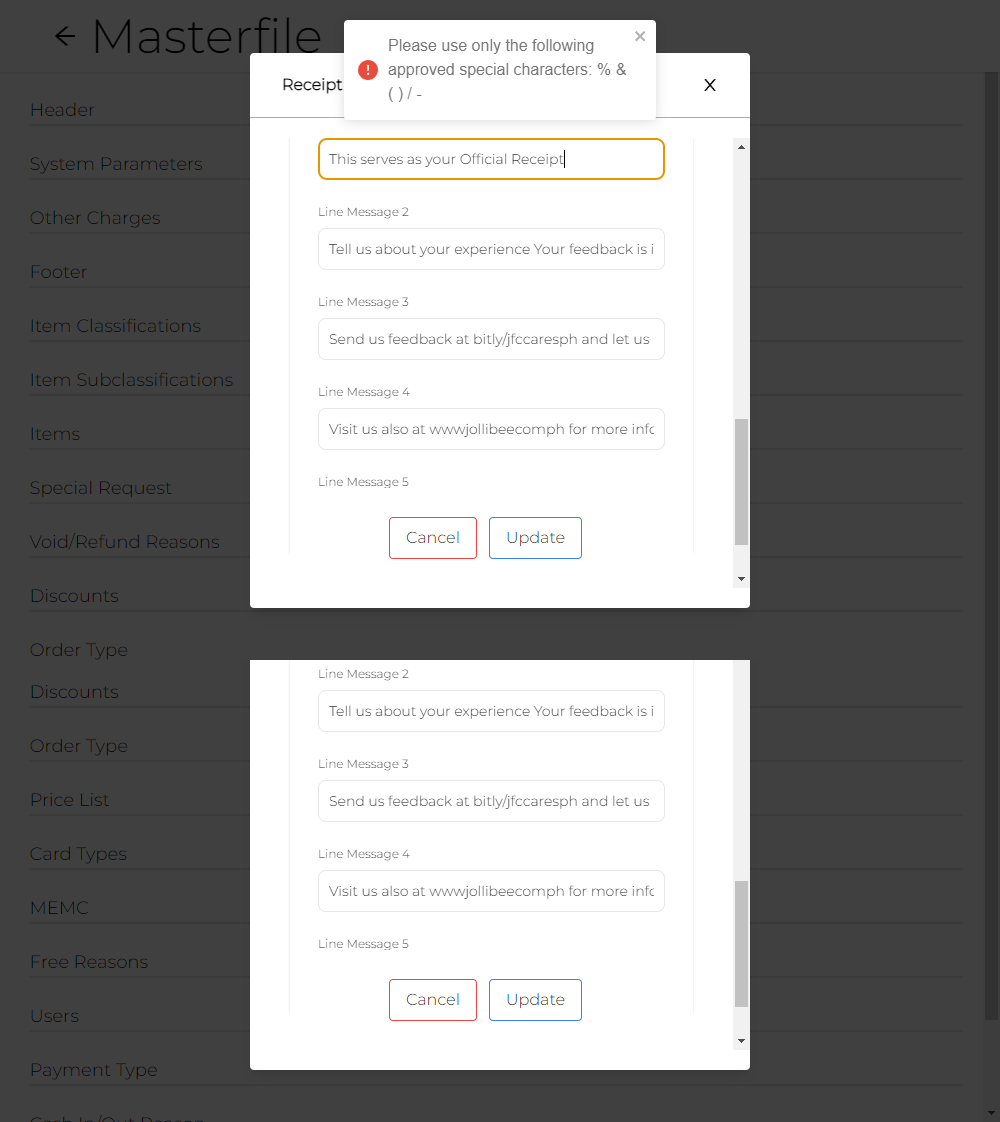 Masterfile
Please use only the following
approved special characters: % &
( ) / -
Receipt
X
Header
System Parameters
Other Charges
Footer
Item Classifications
Item Subclassifications
Items
Special Request
Void/Refund Reasons
Discounts
Order Type
Discounts
Order Type
Price List
Card Types
MEMC
Free Reasons
Users
Payment Type
Cash In/Out Reason
This serves as your Official Receipt
Line Message 2
Tell us about your experience Your feedback is i
Line Message 3
Send us feedback at bitly/jfccaresph and let us
Line Message 4
Visit us also at wwwjollibeecomph for more info
Line Message 5
Cancel
Update
Line Message 2
Tell us about your experience Your feedback is i
Line Message 3
Send us feedback at bitly/jfccaresph and let us
Line Message 4
Visit us also at wwwjollibeecomph for more info
Line Message 5
Cancel
Update